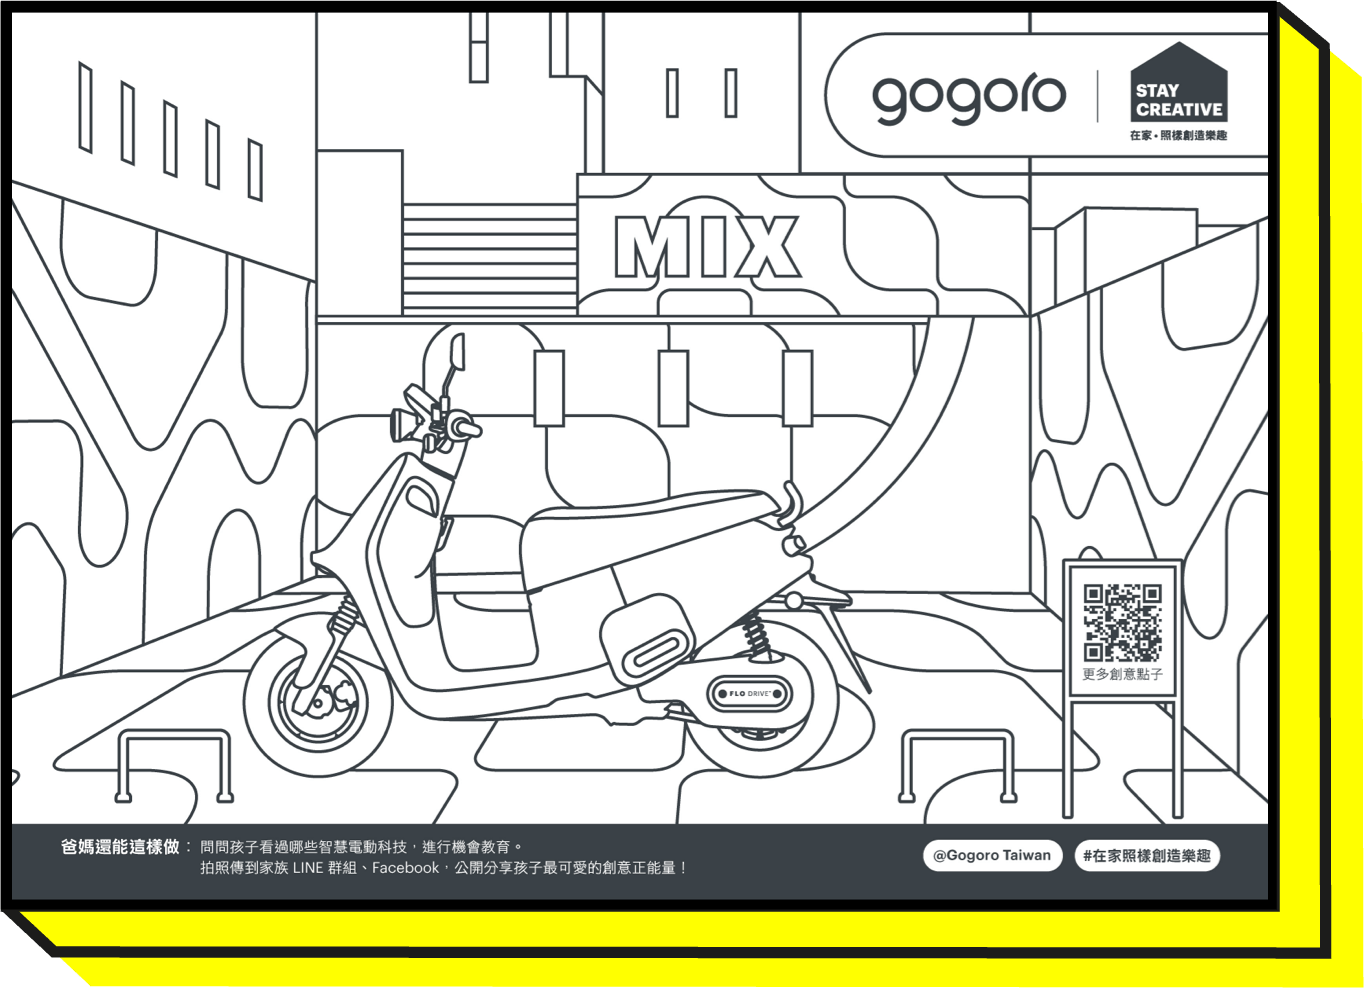 gogoro
STAY
CREATIVE
在家・照樣創造樂趣
MIX
更多創意點子
FLO DRIVE™
爸媽還能這樣做：問問孩子看過哪些智慧電動科技，進行機會教育。
拍照傳到家族 LINE 群組、Facebook，公開分享孩子最可愛的創意正能量！
@Gogoro Taiwan
#在家照樣創造樂趣